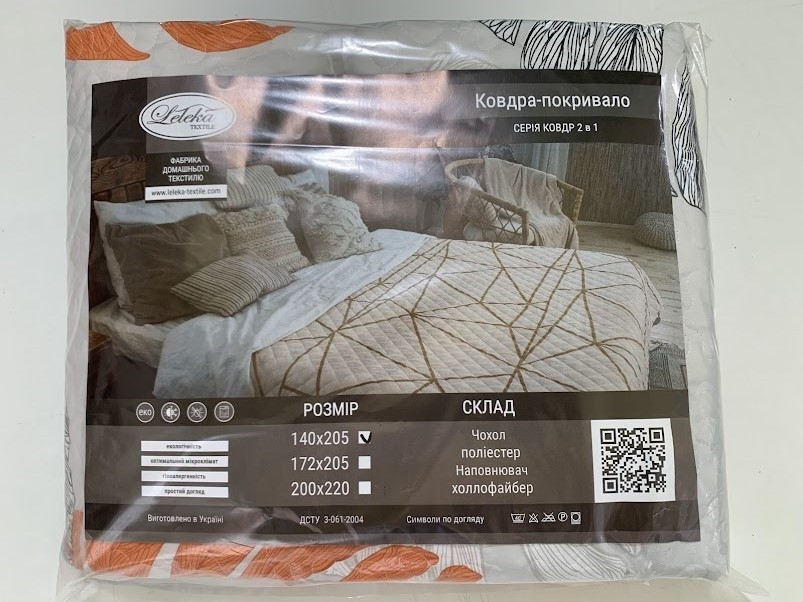 Leleka
TEXTILE
ФАБРИКА
ДОМАШНЬОГО
ТЕКСТИЛЮ
www.leleka-textile.com
Ковдра-покривало
СЕРІЯ КОВДР 2 в 1
еко
РОЗМІР
140x205
172x205
200x220
СКЛАД
Чохол
поліестер
Наповнювач
холлофайбер
екологічність
оптимальний мікроклімат
гіпоалергенність
простий догляд
Виготовлено в Україні
ДСТУ 3-061-2004
Символи по догляду